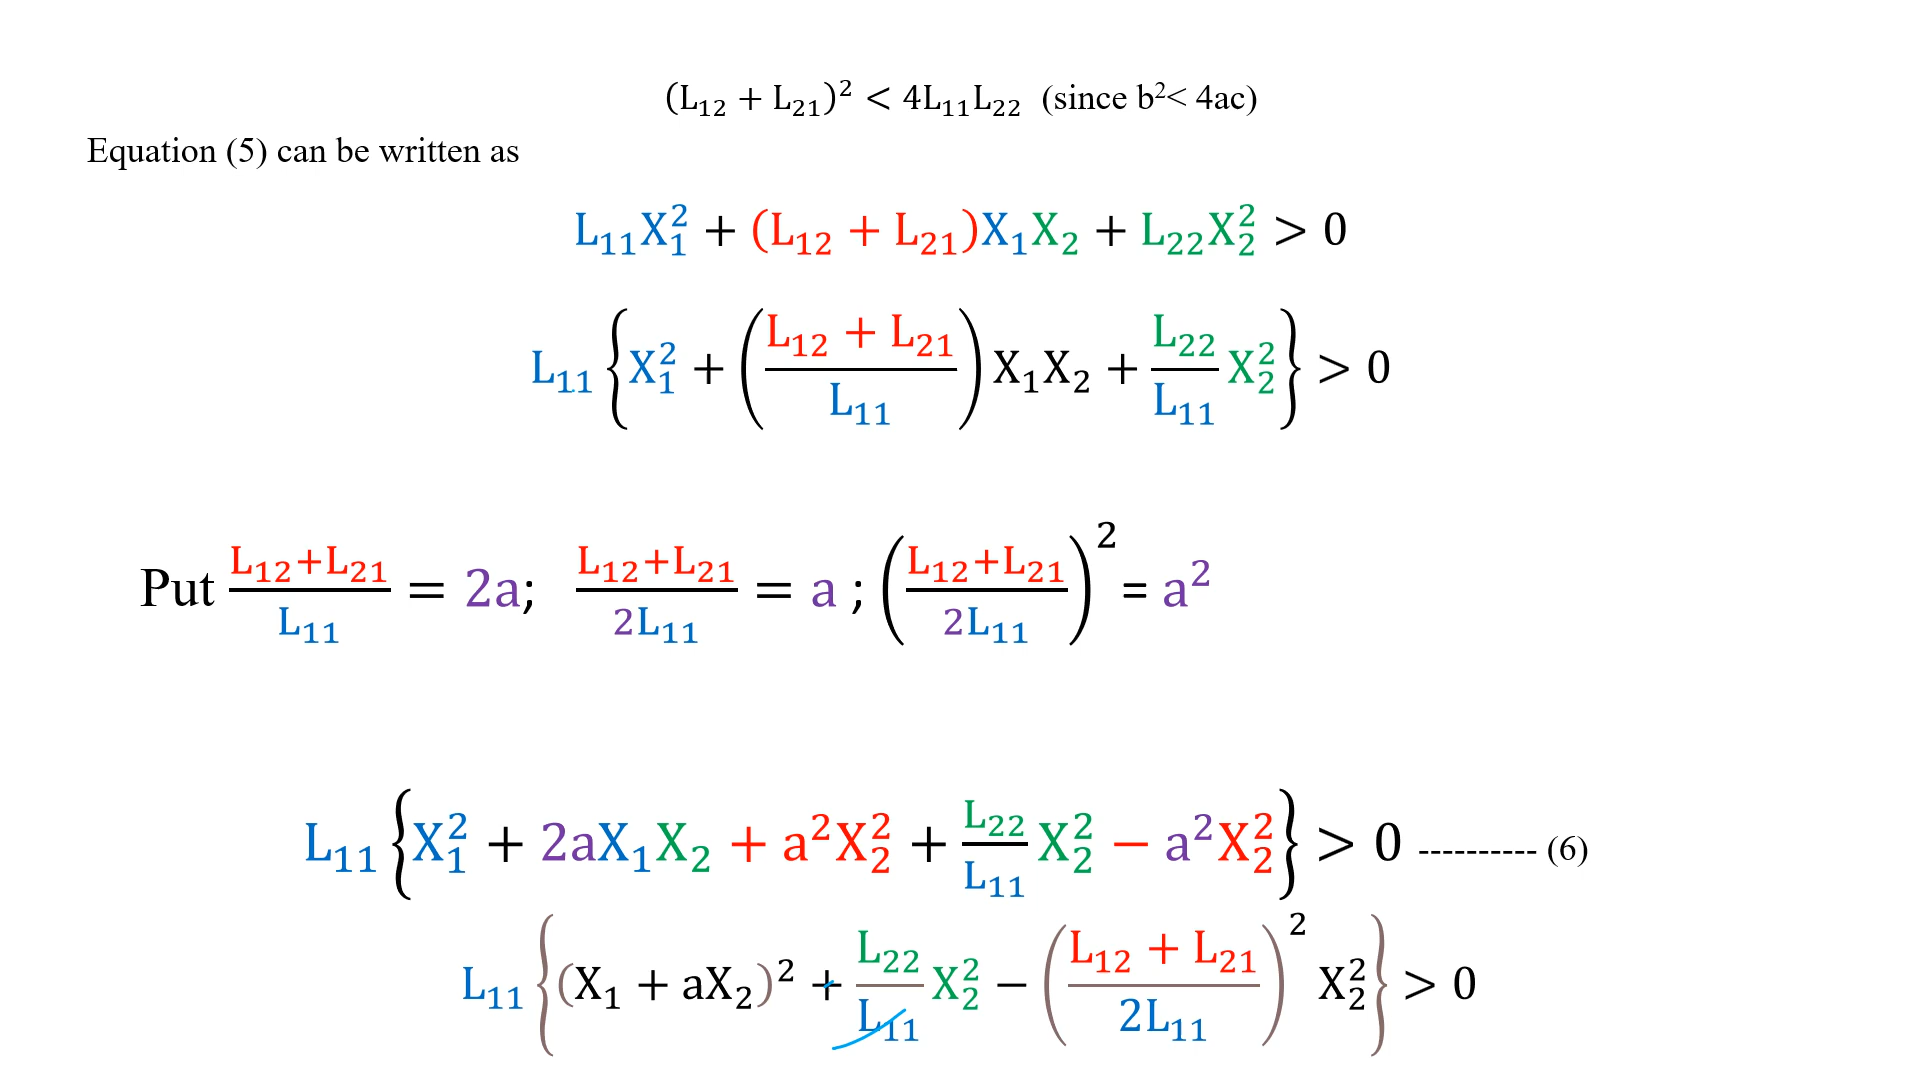 (L₁₂ + L₂₁)² < 4L₁₁L₂₂ (since b²< 4ac)
Equation (5) can be written as
L₁₁X₁² + (L₁₂ + L₂₁)X₁X₂ + L₂₂X₂² > 0
L₁₁ {X₁² + ((L₁₂ + L₂₁)/L₁₁) X₁X₂ + (L₂₂/L₁₁) X₂²} > 0
Put (L₁₂+L₂₁)/L₁₁ = 2a; (L₁₂+L₂₁)/2L₁₁ = a ; ((L₁₂+L₂₁)/2L₁₁)² = a²
L₁₁ {X₁² + 2aX₁X₂ + a²X₂² + (L₂₂/L₁₁) X₂² − a²X₂²} > 0 ---------- (6)
L₁₁ {(X₁ + aX₂)² + (L₂₂/L₁₁) X₂² − ((L₁₂ + L₂₁)/2L₁₁)² X₂²} > 0